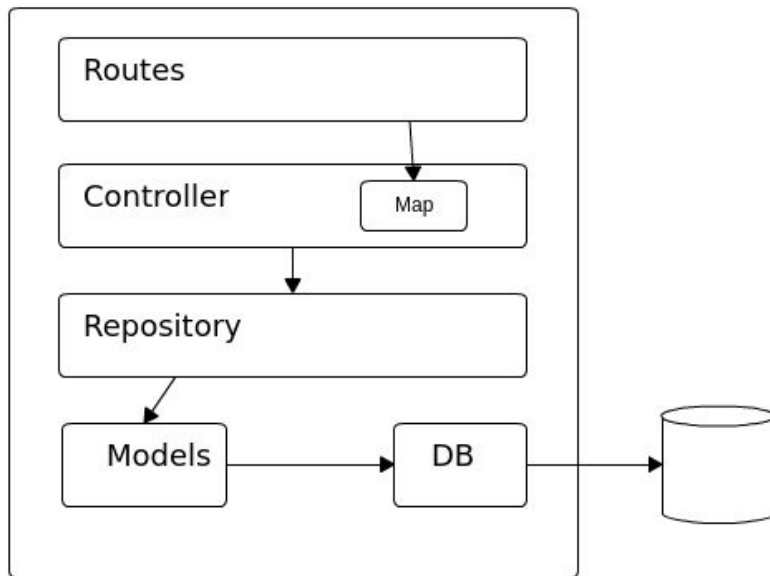 Routes
Controller
Map
Repository
Models
DB